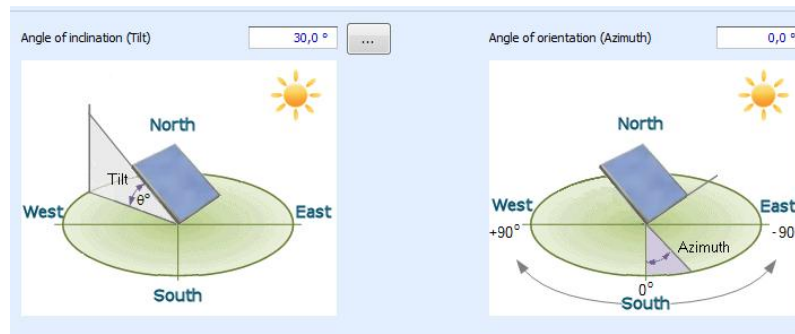 Angle of inclination (Tilt) 30,0 ° ...
North
Tilt
θ°
West East
South
Angle of orientation (Azimuth) 0,0 °
North
West East
+90° -90
Azimuth
0°
South